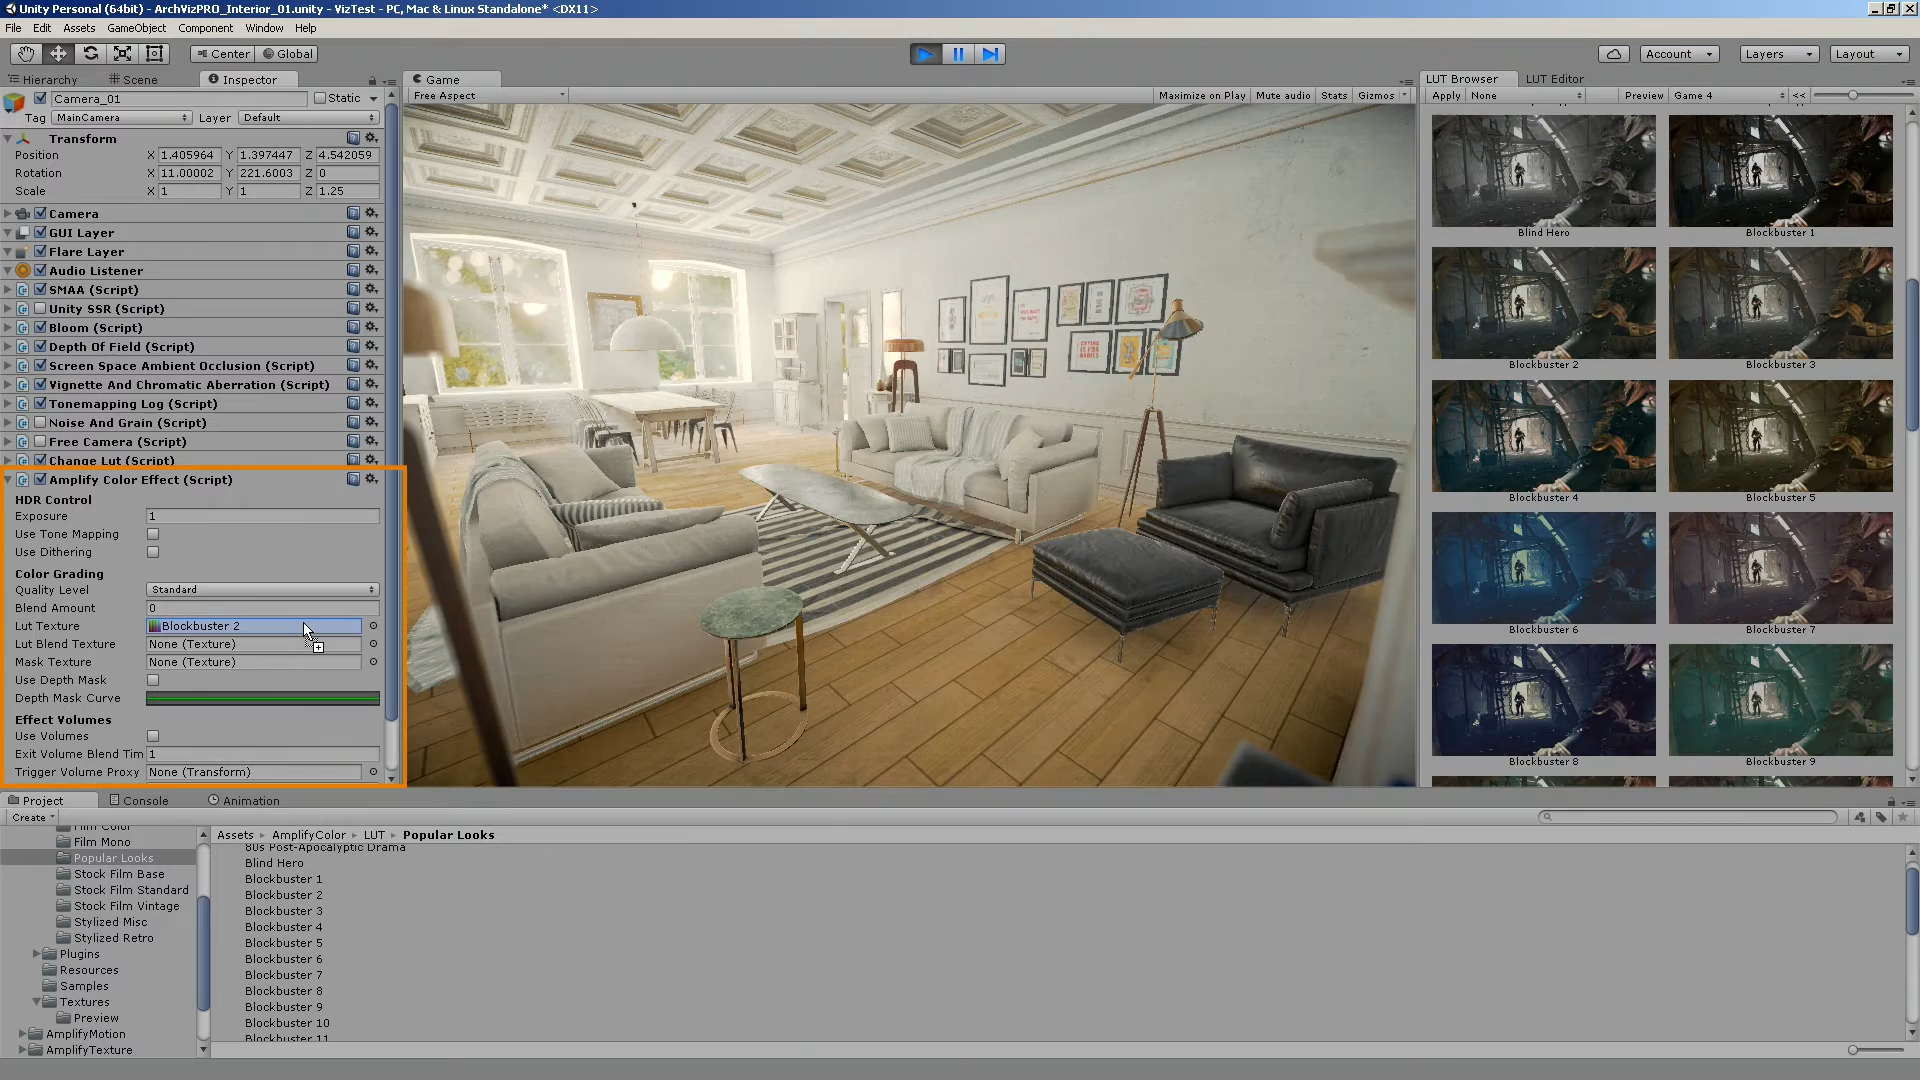 Unity Personal (64bit) - ArchVizPRO_Interior_01.unity - VizTest - PC, Mac & Linux Standalone* <DX11>
File Edit Assets GameObject Component Window Help
Center Global
Account Layers Layout
Hierarchy Scene Inspector
Camera_01 Static
Tag MainCamera Layer Default
Transform
Position X 1.405964 Y 1.397447 Z 4.542059
Rotation X 11.00002 Y 221.6003 Z 0
Scale X 1 Y 1 Z 1.25
Camera
GUI Layer
Flare Layer
Audio Listener
SMAA (Script)
Unity SSR (Script)
Bloom (Script)
Depth Of Field (Script)
Screen Space Ambient Occlusion (Script)
Vignette And Chromatic Aberration (Script)
Tonemapping Log (Script)
Noise And Grain (Script)
Free Camera (Script)
Change Lut (Script)
Amplify Color Effect (Script)
HDR Control
Exposure 1
Use Tone Mapping
Use Dithering
Color Grading
Quality Level Standard
Blend Amount 0
Lut Texture Blockbuster 2
Lut Blend Texture None (Texture)
Mask Texture None (Texture)
Use Depth Mask
Depth Mask Curve
Effect Volumes
Use Volumes
Exit Volume Blend Tim 1
Trigger Volume Proxy None (Transform)
Game
Free Aspect Maximize on Play Mute audio Stats Gizmos
LUT Browser LUT Editor
Apply None Preview Game 4 <<
Blind Hero Blockbuster 1
Blockbuster 2 Blockbuster 3
Blockbuster 4 Blockbuster 5
Blockbuster 6 Blockbuster 7
Blockbuster 8 Blockbuster 9
Project Console Animation
Create
Film Color
Film Mono
Popular Looks
Stock Film Base
Stock Film Standard
Stock Film Vintage
Stylized Misc
Stylized Retro
Plugins
Resources
Samples
Textures
Preview
AmplifyMotion
AmplifyTexture
Assets AmplifyColor LUT Popular Looks
80s Post-Apocalyptic Drama
Blind Hero
Blockbuster 1
Blockbuster 2
Blockbuster 3
Blockbuster 4
Blockbuster 5
Blockbuster 6
Blockbuster 7
Blockbuster 8
Blockbuster 9
Blockbuster 10
Blockbuster 11